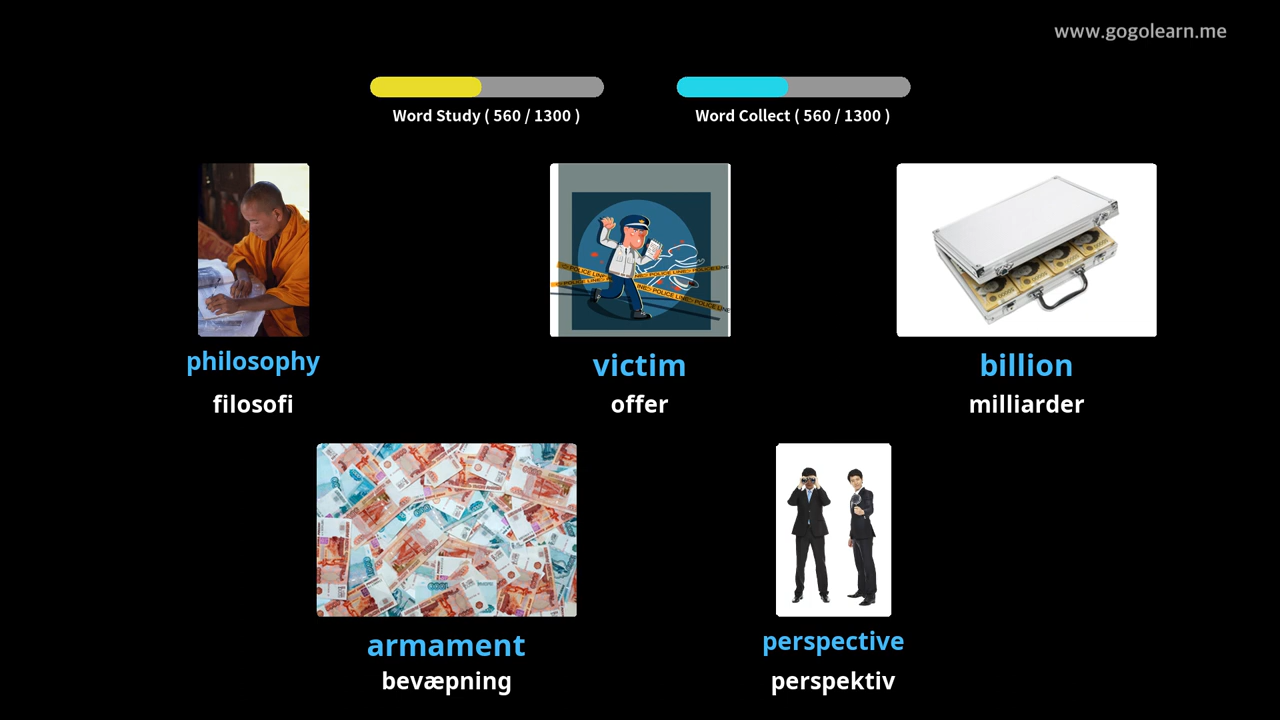 www.gogolearn.me
Word Study ( 560 / 1300 )
Word Collect ( 560 / 1300 )
philosophy
filosofi
victim
offer
billion
milliarder
armament
bevæpning
perspective
perspektiv